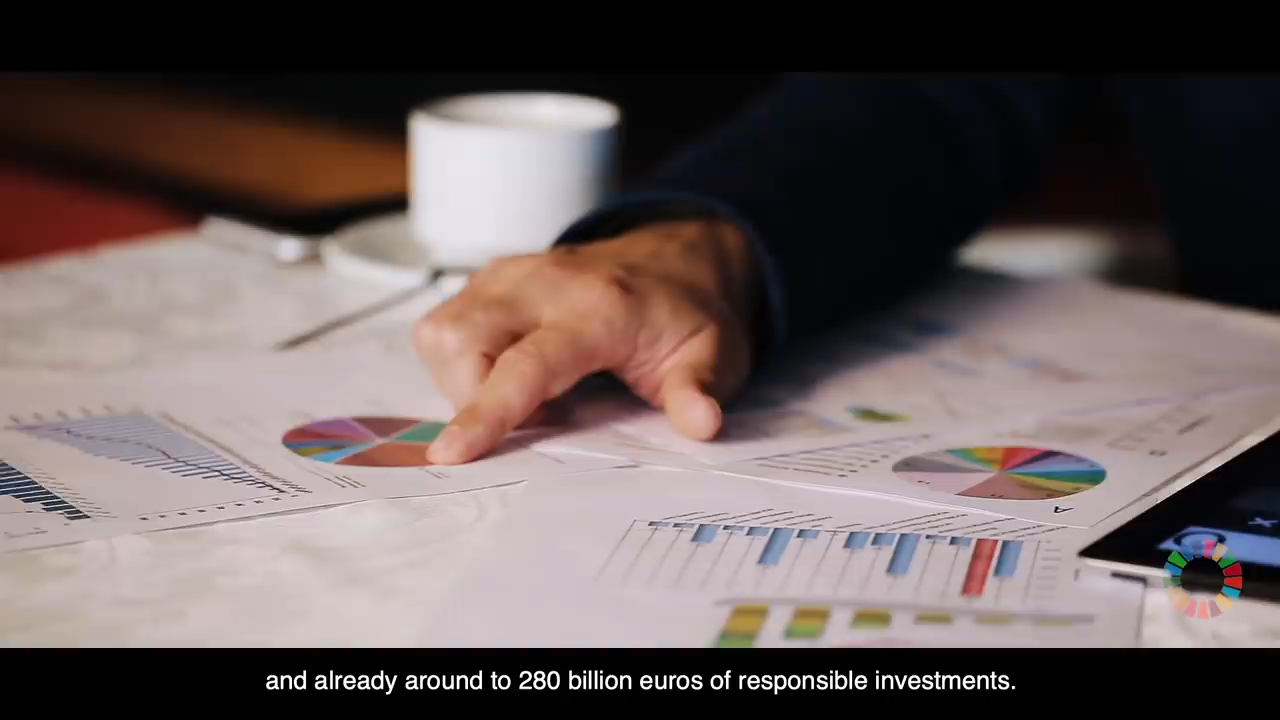 and already around to 280 billion euros of responsible investments.